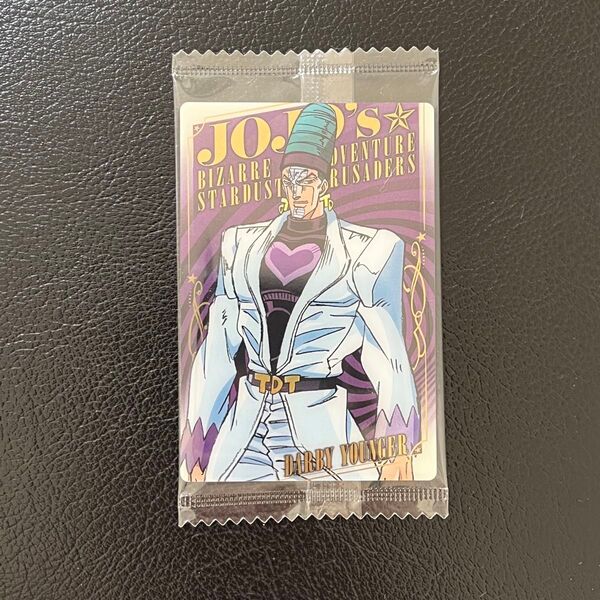 JOJO'S
BIZARRE ADVENTURE
STARDUST CRUSADERS
TDT
DARBY YOUNGER